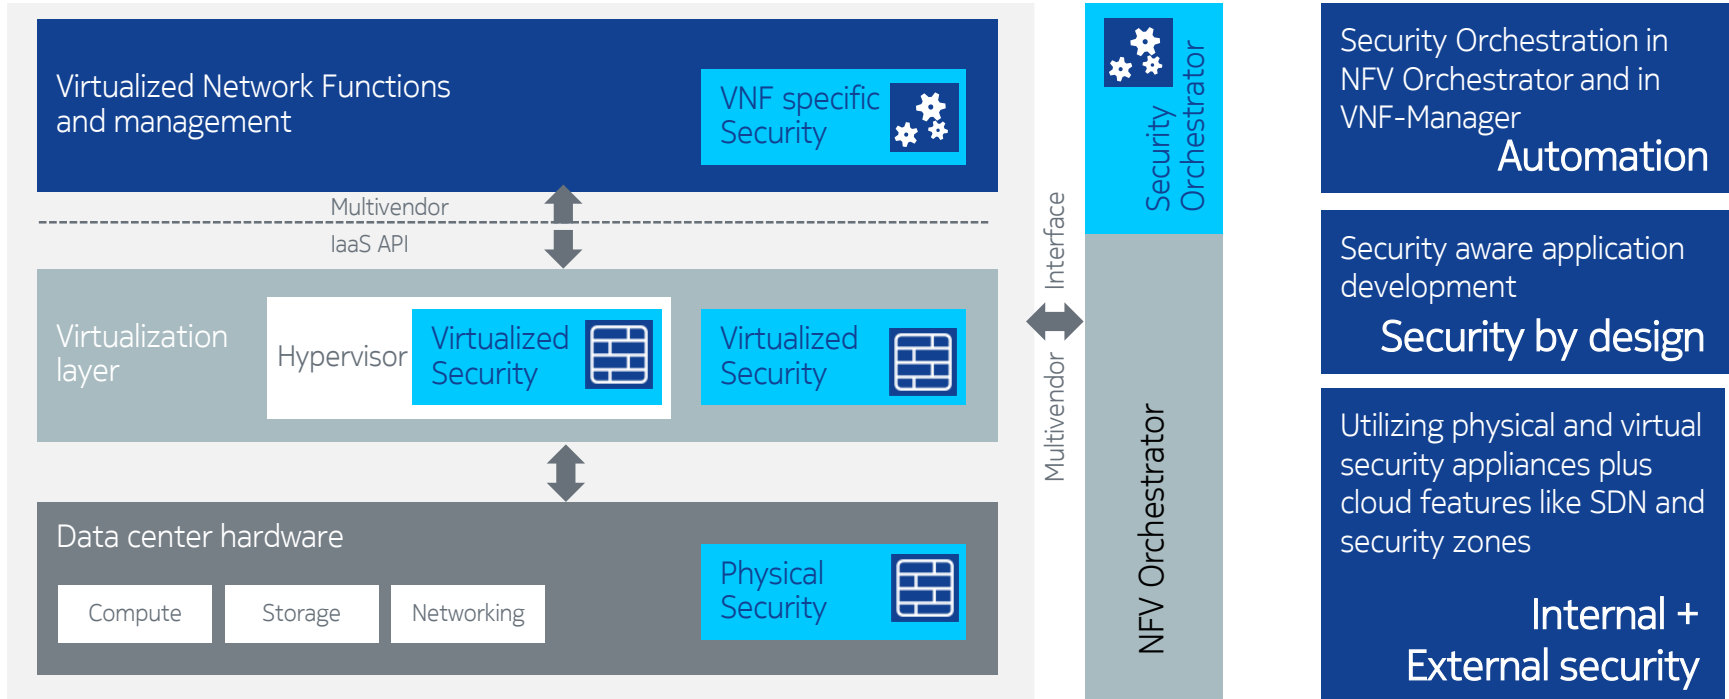 Virtualized Network Functions
and management
VNF specific
Security
Multivendor
IaaS API
Virtualization
layer
Hypervisor
Virtualized
Security
Virtualized
Security
Data center hardware
Compute
Storage
Networking
Physical
Security
Multivendor Interface
Security
Orchestrator
NFV Orchestrator
Security Orchestration in
NFV Orchestrator and in
VNF-Manager
Automation
Security aware application
development
Security by design
Utilizing physical and virtual
security appliances plus
cloud features like SDN and
security zones
Internal +
External security